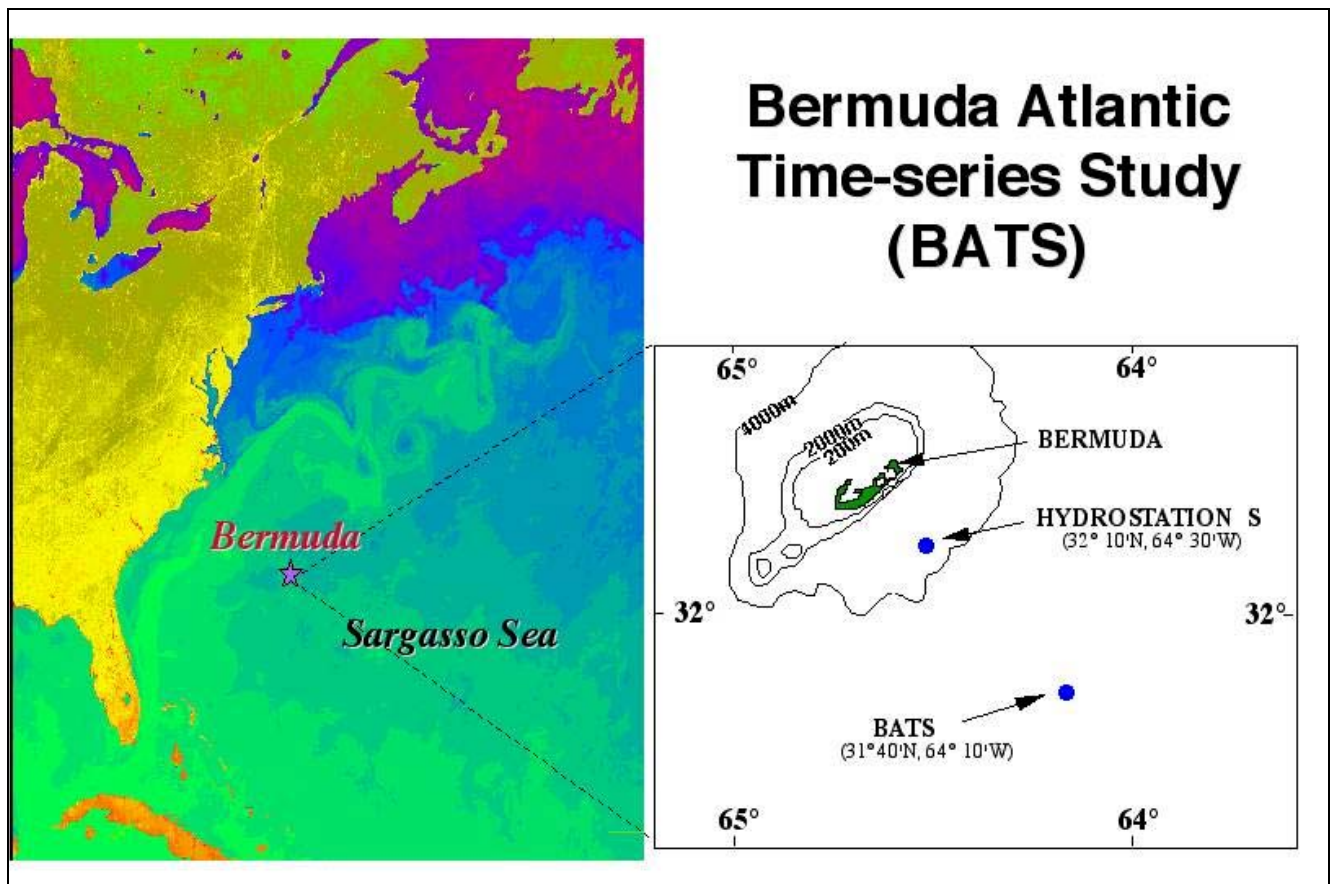 Bermuda Atlantic
Time-series Study
(BATS)
Bermuda
Sargasso Sea
65°
64°
4000m
2000m
200m
BERMUDA
HYDROSTATION S
(32° 10'N, 64° 30'W)
32°
32°
BATS
(31°40'N, 64° 10'W)
65°
64°